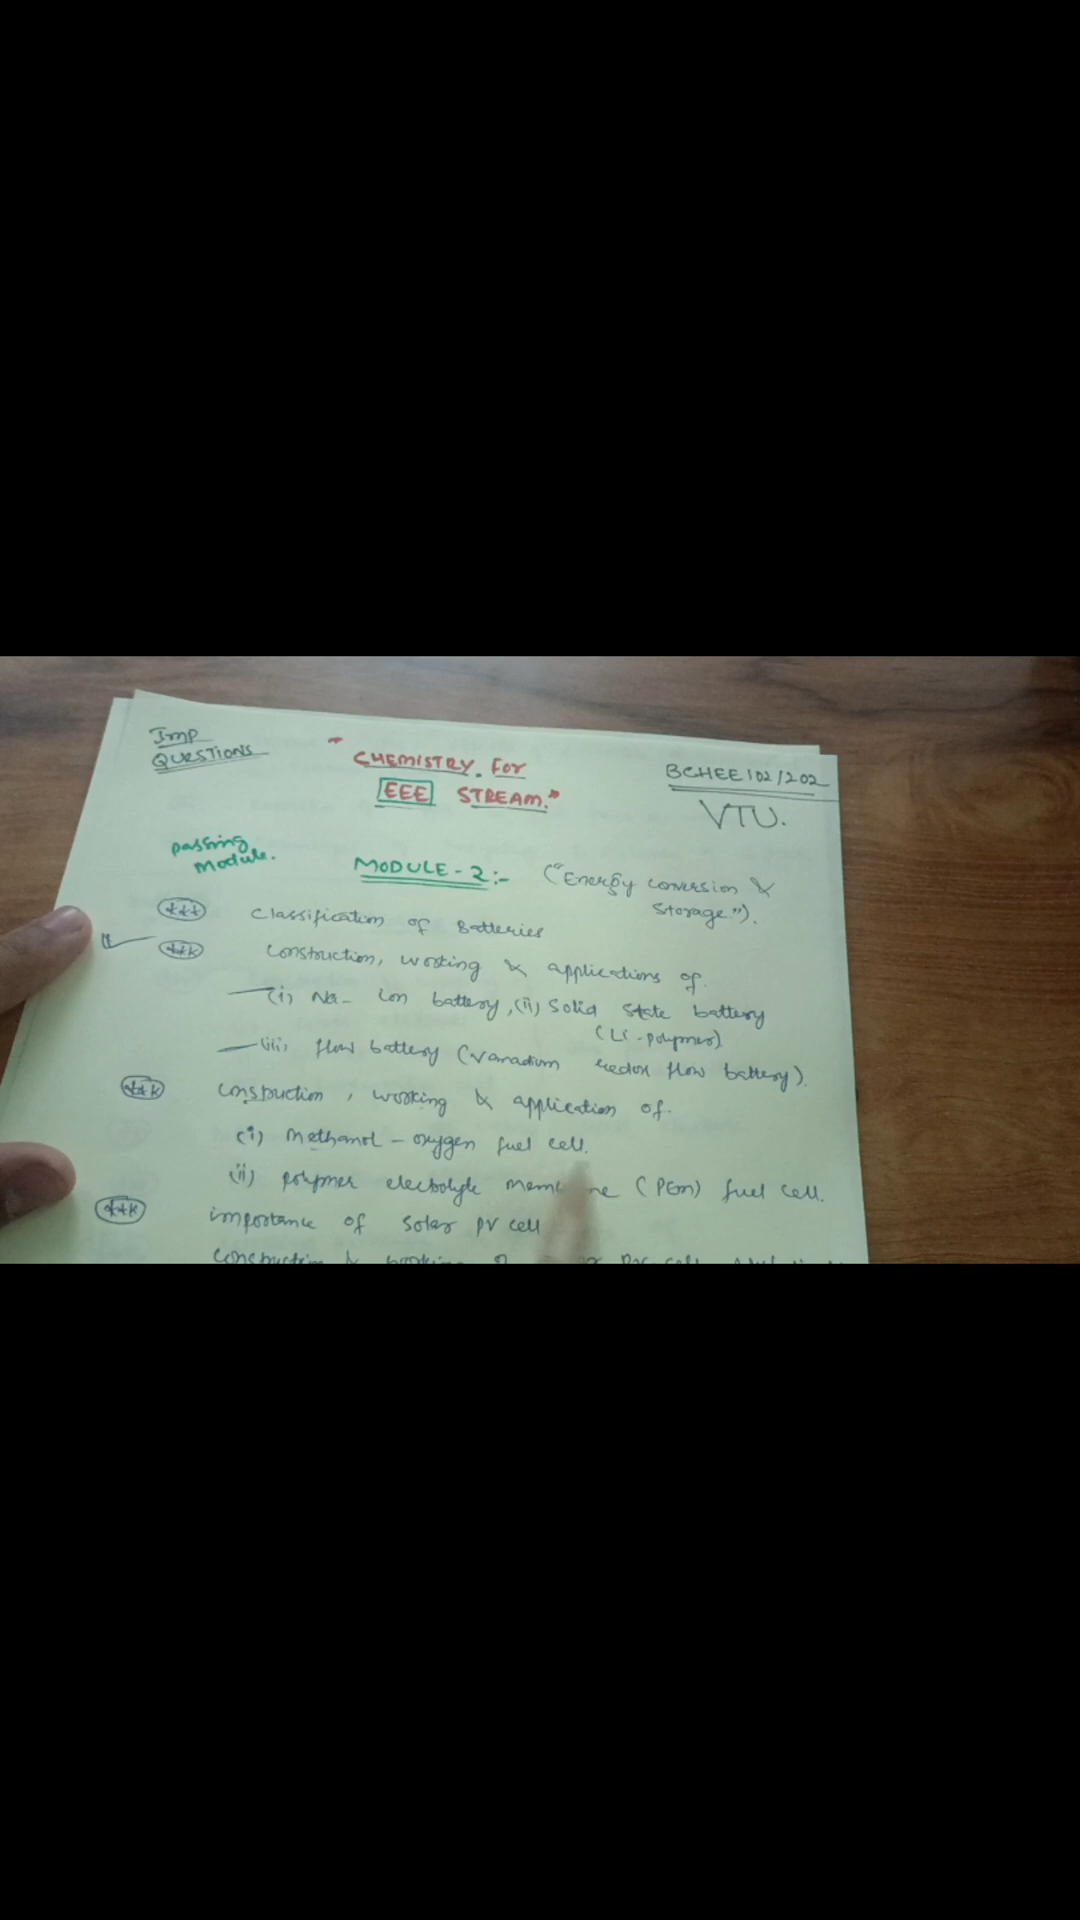 Imp
QUESTIONS
"CHEMISTRY For
EEE STREAM."
BCHEE102/202
VTU.
passing
module.
MODULE-2:- ("Energy conversion &
Storage").
*** classification of Batteries
*** construction, working & applications of.
(i) Na-ion battery, (ii) Solid state battery
(Li-polymer)
(iii) flow battery (vanadium redox flow battery).
*** construction, working & application of.
(i) methanol - oxygen fuel cell.
(ii) polymer electrolyte (PEM) fuel cell.
*** importance of solar pv cell
construction &